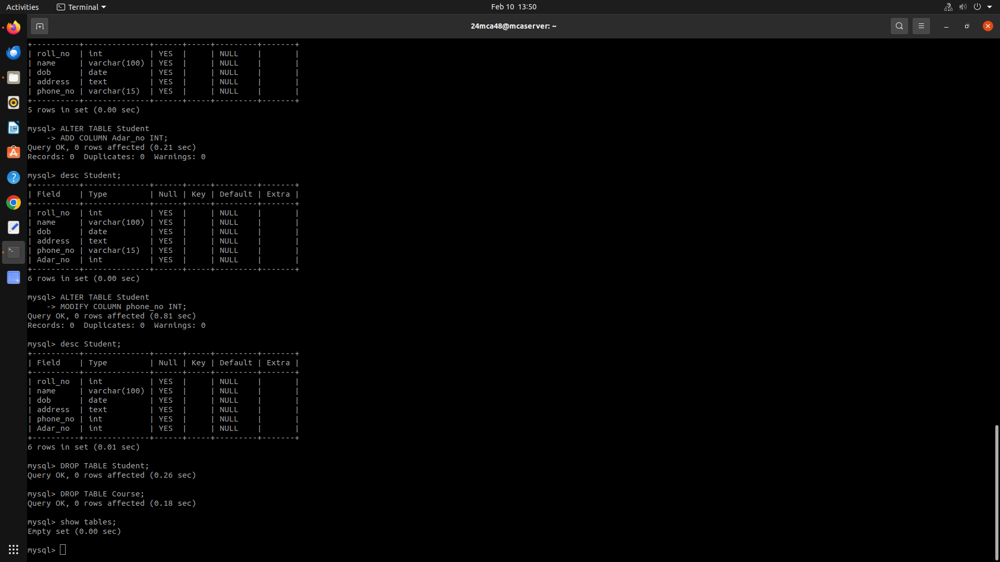 Activities
Terminal
Feb 10 13:50
24mca48@mcaserver: ~
+----------+--------------+------+-----+---------+-------+
| roll_no  | int          | YES  |     | NULL    |       |
| name     | varchar(100) | YES  |     | NULL    |       |
| dob      | date         | YES  |     | NULL    |       |
| address  | text         | YES  |     | NULL    |       |
| phone_no | varchar(15)  | YES  |     | NULL    |       |
+----------+--------------+------+-----+---------+-------+
5 rows in set (0.00 sec)
mysql> ALTER TABLE Student
    -> ADD COLUMN Adar_no INT;
Query OK, 0 rows affected (0.21 sec)
Records: 0  Duplicates: 0  Warnings: 0
mysql> desc Student;
+----------+--------------+------+-----+---------+-------+
| Field    | Type         | Null | Key | Default | Extra |
+----------+--------------+------+-----+---------+-------+
| roll_no  | int          | YES  |     | NULL    |       |
| name     | varchar(100) | YES  |     | NULL    |       |
| dob      | date         | YES  |     | NULL    |       |
| address  | text         | YES  |     | NULL    |       |
| phone_no | varchar(15)  | YES  |     | NULL    |       |
| Adar_no  | int          | YES  |     | NULL    |       |
+----------+--------------+------+-----+---------+-------+
6 rows in set (0.00 sec)
mysql> ALTER TABLE Student
    -> MODIFY COLUMN phone_no INT;
Query OK, 0 rows affected (0.81 sec)
Records: 0  Duplicates: 0  Warnings: 0
mysql> desc Student;
+----------+--------------+------+-----+---------+-------+
| Field    | Type         | Null | Key | Default | Extra |
+----------+--------------+------+-----+---------+-------+
| roll_no  | int          | YES  |     | NULL    |       |
| name     | varchar(100) | YES  |     | NULL    |       |
| dob      | date         | YES  |     | NULL    |       |
| address  | text         | YES  |     | NULL    |       |
| phone_no | int          | YES  |     | NULL    |       |
| Adar_no  | int          | YES  |     | NULL    |       |
+----------+--------------+------+-----+---------+-------+
6 rows in set (0.01 sec)
mysql> DROP TABLE Student;
Query OK, 0 rows affected (0.26 sec)
mysql> DROP TABLE Course;
Query OK, 0 rows affected (0.18 sec)
mysql> show tables;
Empty set (0.00 sec)
mysql>